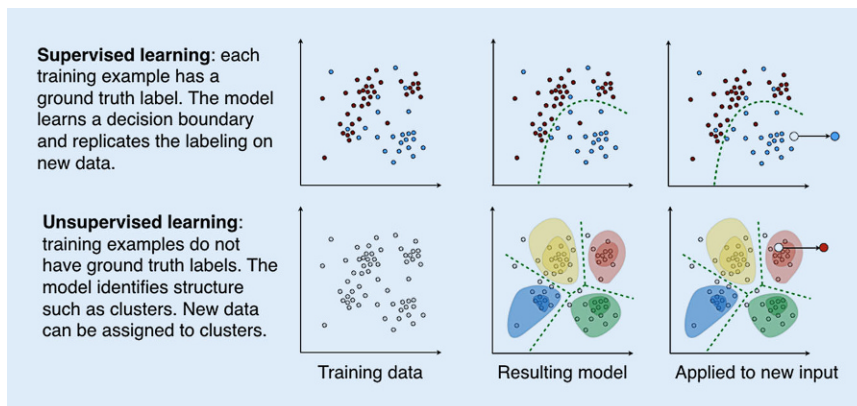 Supervised learning: each
training example has a
ground truth label. The model
learns a decision boundary
and replicates the labeling on
new data.
Unsupervised learning:
training examples do not
have ground truth labels. The
model identifies structure
such as clusters. New data
can be assigned to clusters.
Training data
Resulting model
Applied to new input